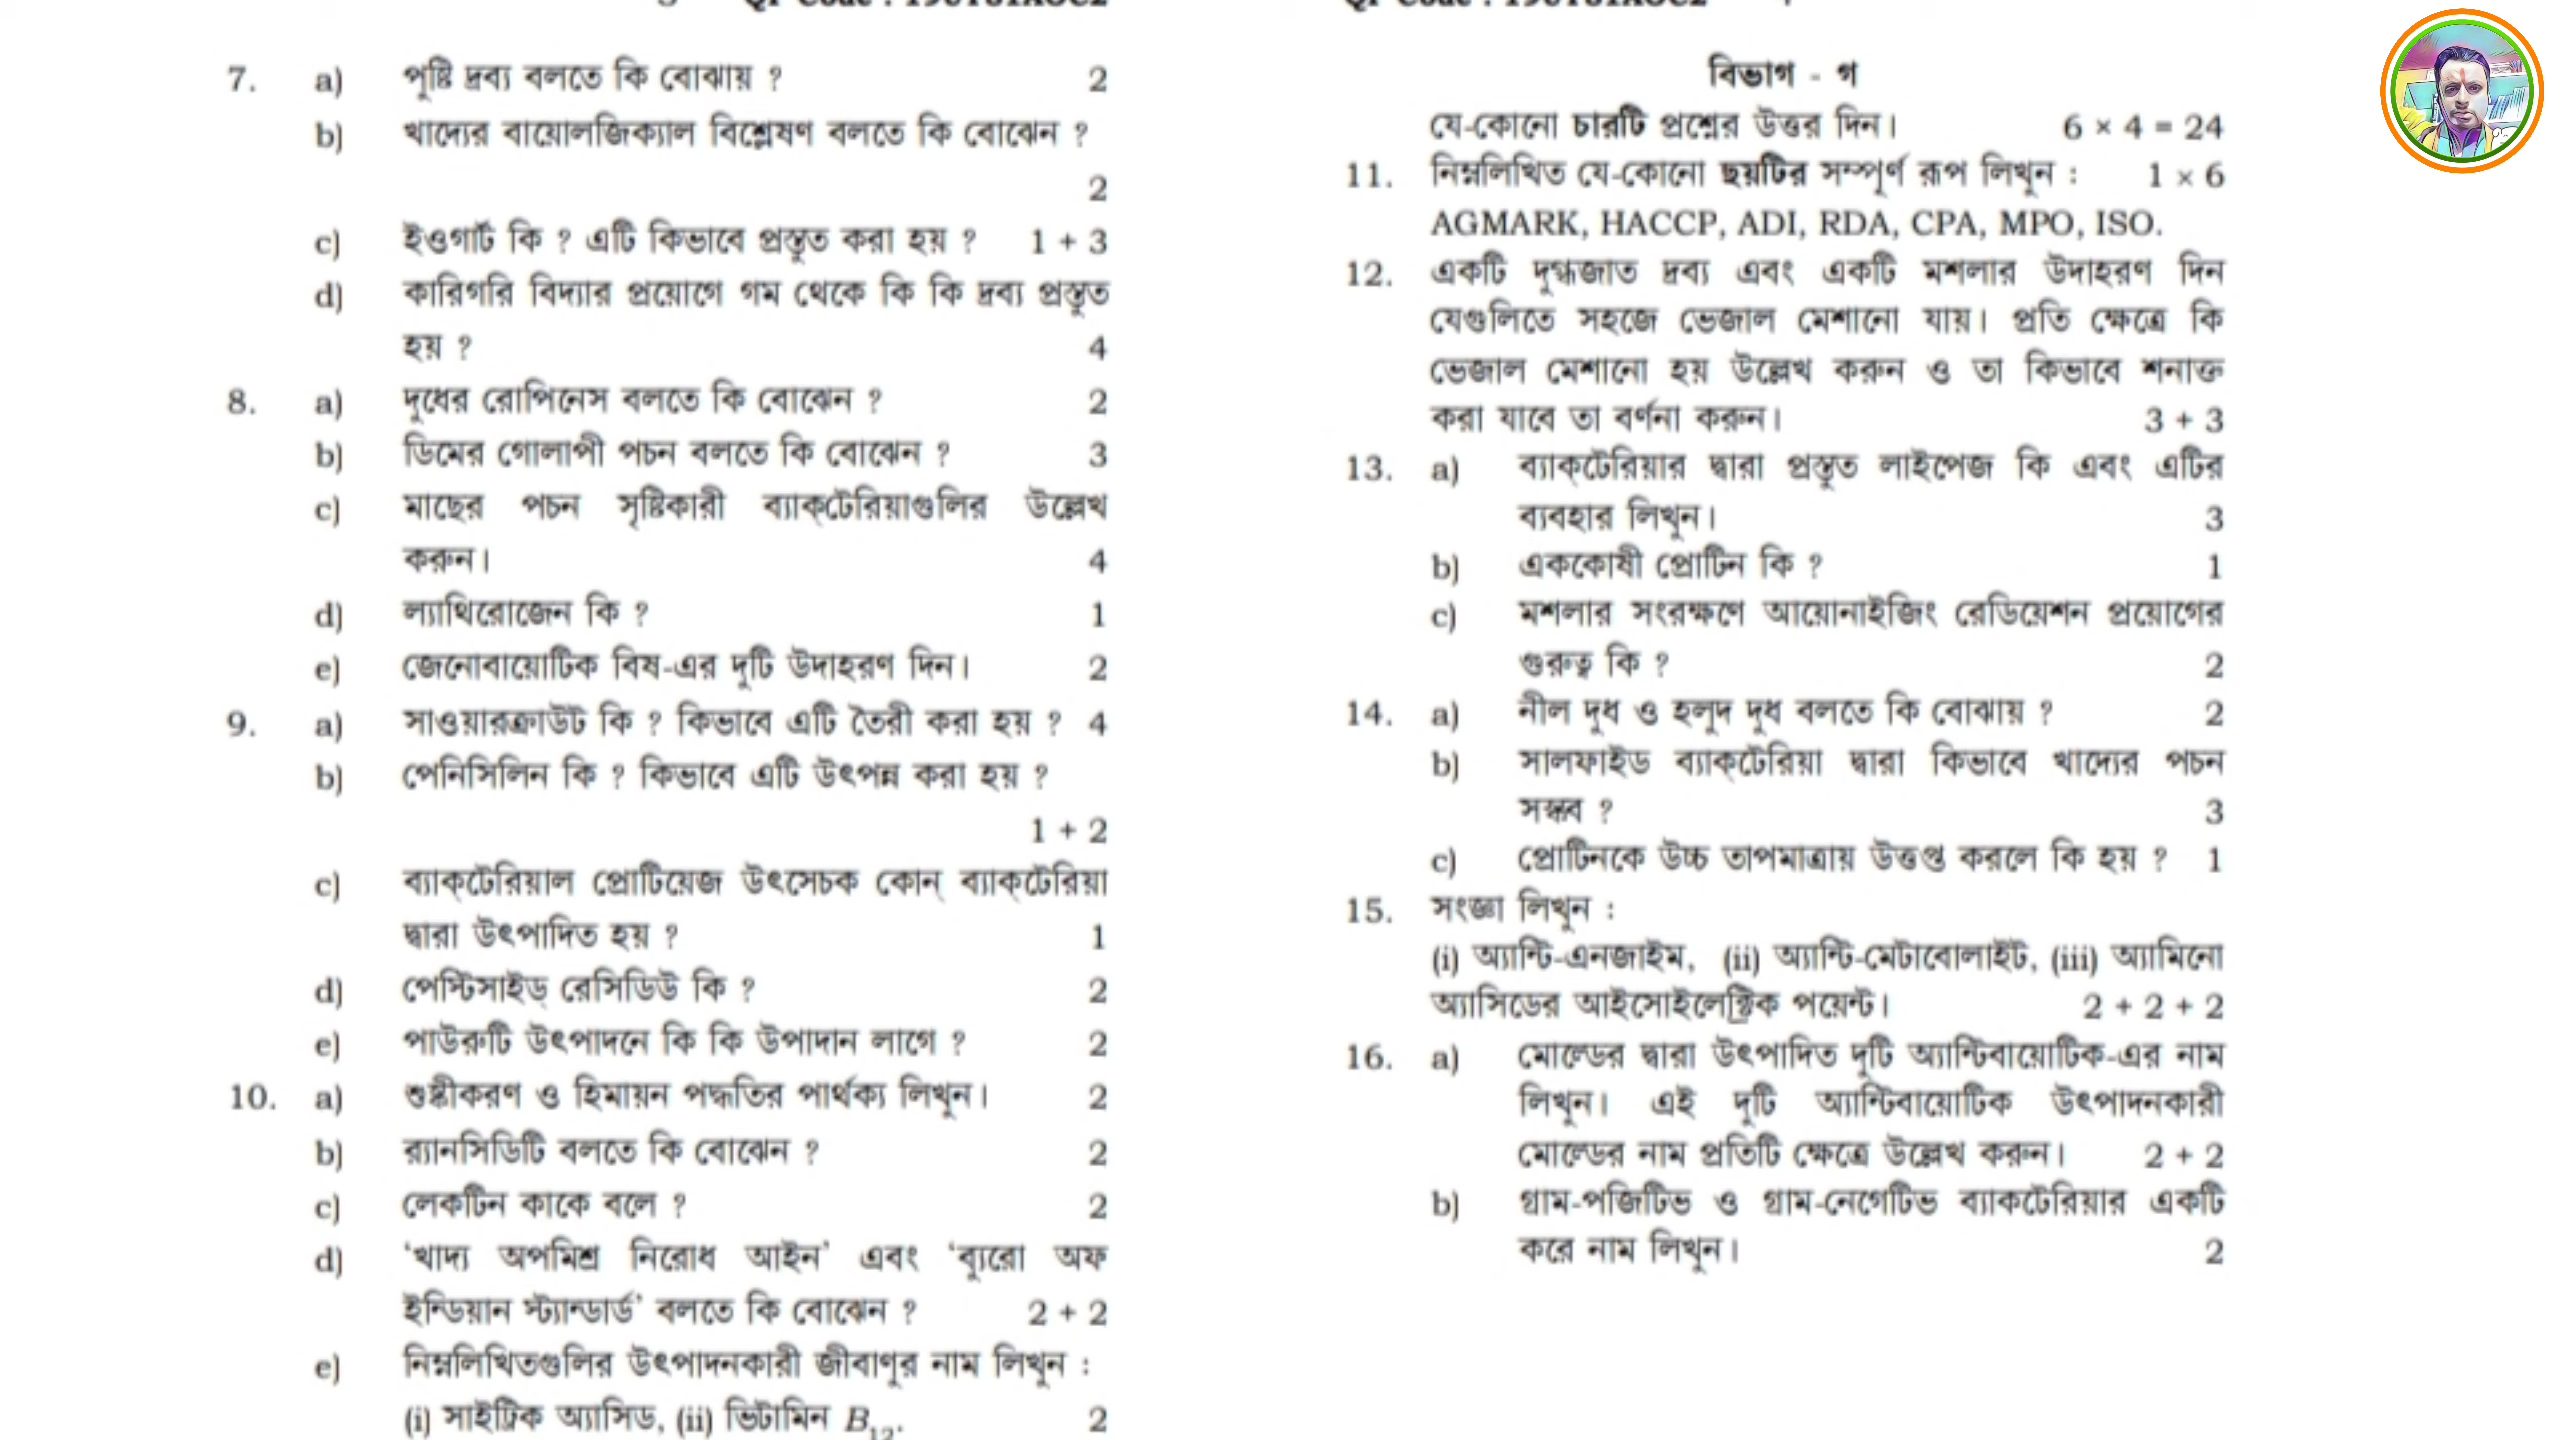 7. a) পুষ্টি দ্রব্য বলতে কি বোঝায় ? 2
b) খাদ্যের বায়োলজিক্যাল বিশ্লেষণ বলতে কি বোঝেন ?
2
c) ইওগার্ট কি ? এটি কিভাবে প্রস্তুত করা হয় ? 1 + 3
d) কারিগরি বিদ্যার প্রয়োগে গম থেকে কি কি দ্রব্য প্রস্তুত
হয় ? 4
8. a) দুধের রোপিনেস বলতে কি বোঝেন ? 2
b) ডিমের গোলাপী পচন বলতে কি বোঝেন ? 3
c) মাছের পচন সৃষ্টিকারী ব্যাক্‌টেরিয়াগুলির উল্লেখ
করুন। 4
d) ল্যাথিরোজেন কি ? 1
e) জেনোবায়োটিক বিষ-এর দুটি উদাহরণ দিন। 2
9. a) সাওয়ারক্রাউট কি ? কিভাবে এটি তৈরী করা হয় ? 4
b) পেনিসিলিন কি ? কিভাবে এটি উৎপন্ন করা হয় ?
1 + 2
c) ব্যাক্‌টেরিয়াল প্রোটিয়েজ উৎসেচক কোন্ ব্যাক্‌টেরিয়া
দ্বারা উৎপাদিত হয় ? 1
d) পেস্টিসাইড্ রেসিডিউ কি ? 2
e) পাউরুটি উৎপাদনে কি কি উপাদান লাগে ? 2
10. a) শুষ্কীকরণ ও হিমায়ন পদ্ধতির পার্থক্য লিখুন। 2
b) র‍্যানসিডিটি বলতে কি বোঝেন ? 2
c) লেকটিন কাকে বলে ? 2
d) ‘খাদ্য অপমিশ্র নিরোধ আইন’ এবং ‘ব্যুরো অফ
ইন্ডিয়ান স্ট্যান্ডার্ড’ বলতে কি বোঝেন ? 2 + 2
e) নিম্নলিখিতগুলির উৎপাদনকারী জীবাণুর নাম লিখুন :
(i) সাইট্রিক অ্যাসিড, (ii) ভিটামিন B₁₂. 2
বিভাগ - গ
যে-কোনো চারটি প্রশ্নের উত্তর দিন। 6 × 4 = 24
11. নিম্নলিখিত যে-কোনো ছয়টির সম্পূর্ণ রূপ লিখুন : 1 × 6
AGMARK, HACCP, ADI, RDA, CPA, MPO, ISO.
12. একটি দুগ্ধজাত দ্রব্য এবং একটি মশলার উদাহরণ দিন
যেগুলিতে সহজে ভেজাল মেশানো যায়। প্রতি ক্ষেত্রে কি
ভেজাল মেশানো হয় উল্লেখ করুন ও তা কিভাবে শনাক্ত
করা যাবে তা বর্ণনা করুন। 3 + 3
13. a) ব্যাক্‌টেরিয়ার দ্বারা প্রস্তুত লাইপেজ কি এবং এটির
ব্যবহার লিখুন। 3
b) এককোষী প্রোটিন কি ? 1
c) মশলার সংরক্ষণে আয়োনাইজিং রেডিয়েশন প্রয়োগের
গুরুত্ব কি ? 2
14. a) নীল দুধ ও হলুদ দুধ বলতে কি বোঝায় ? 2
b) সালফাইড ব্যাক্‌টেরিয়া দ্বারা কিভাবে খাদ্যের পচন
সম্ভব ? 3
c) প্রোটিনকে উচ্চ তাপমাত্রায় উত্তপ্ত করলে কি হয় ? 1
15. সংজ্ঞা লিখুন :
(i) অ্যান্টি-এনজাইম, (ii) অ্যান্টি-মেটাবোলাইট, (iii) অ্যামিনো
অ্যাসিডের আইসোইলেক্ট্রিক পয়েন্ট। 2 + 2 + 2
16. a) মোল্ডের দ্বারা উৎপাদিত দুটি অ্যান্টিবায়োটিক-এর নাম
লিখুন। এই দুটি অ্যান্টিবায়োটিক উৎপাদনকারী
মোল্ডের নাম প্রতিটি ক্ষেত্রে উল্লেখ করুন। 2 + 2
b) গ্রাম-পজিটিভ ও গ্রাম-নেগেটিভ ব্যাকটেরিয়ার একটি
করে নাম লিখুন। 2